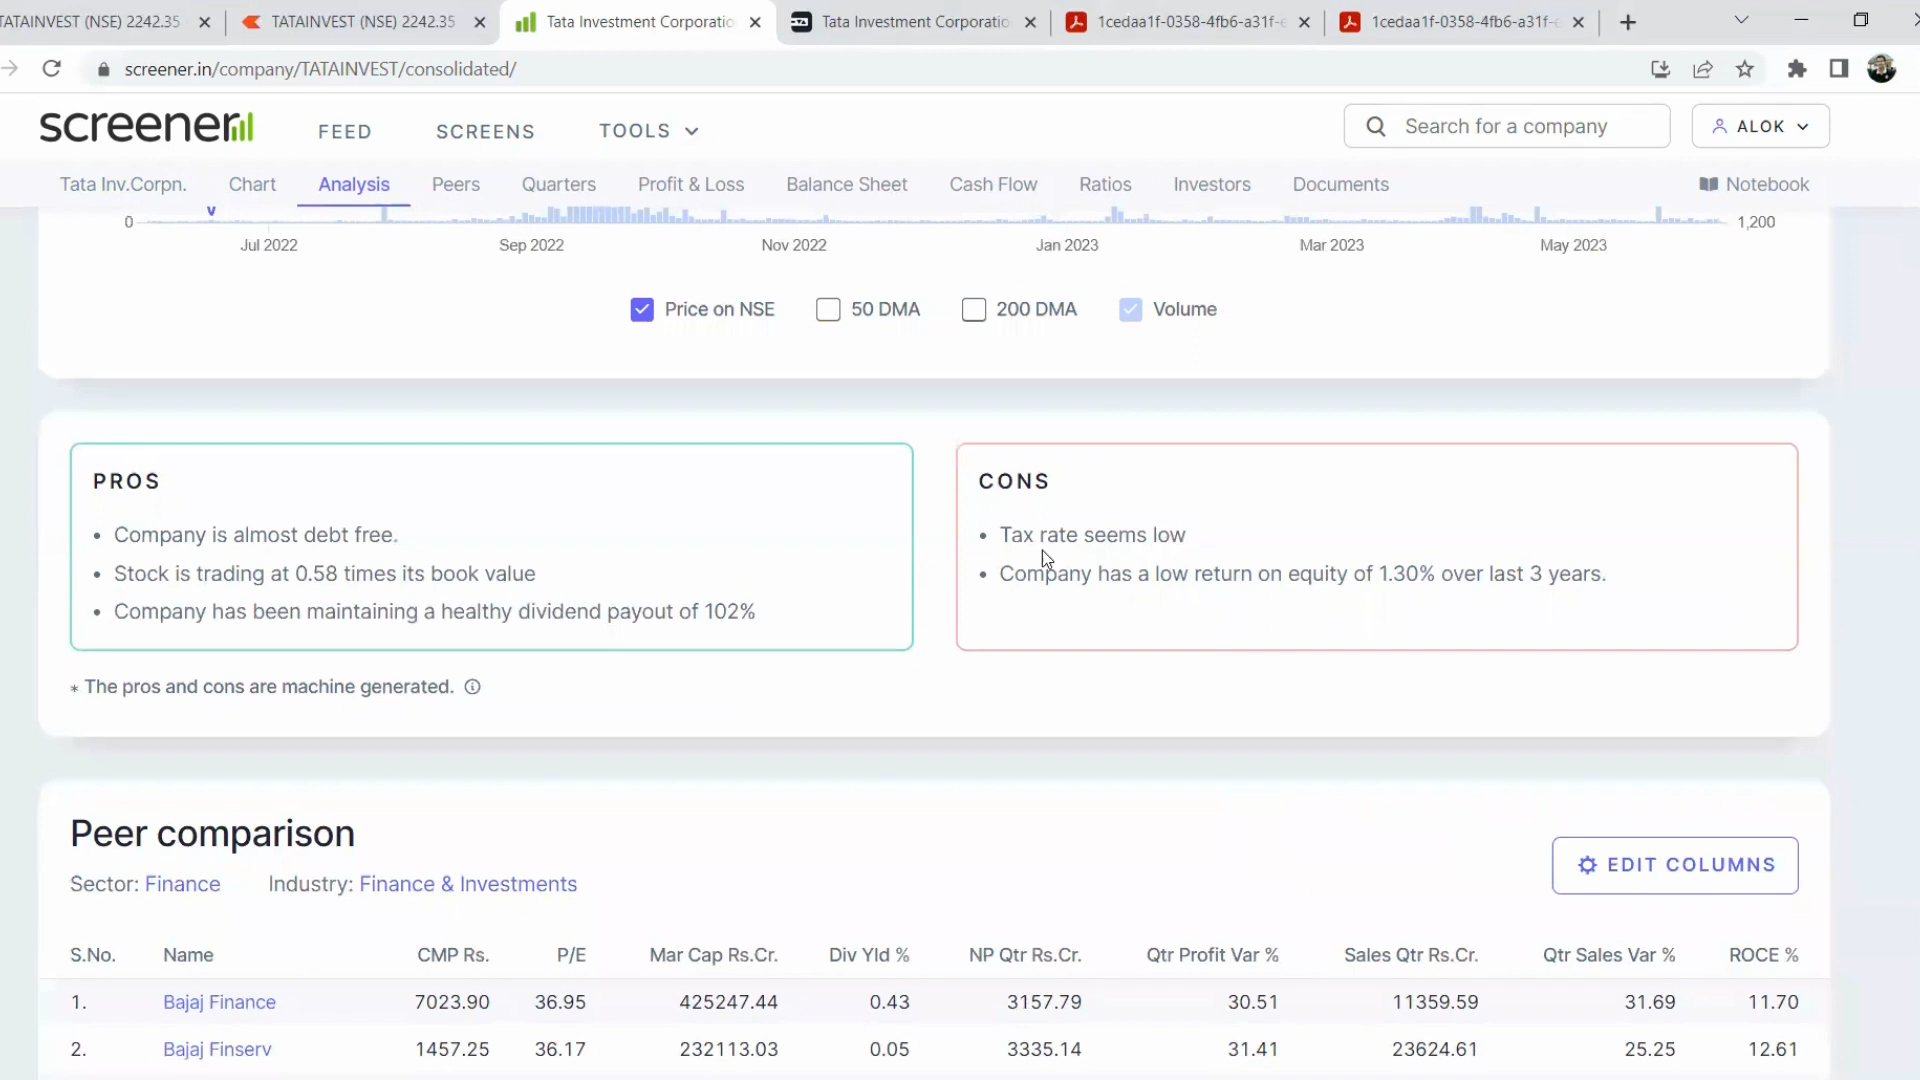 TATAINVEST (NSE) 2242.35
TATAINVEST (NSE) 2242.35
Tata Investment Corporatio
Tata Investment Corporatio
1cedaa1f-0358-4fb6-a31f-e
1cedaa1f-0358-4fb6-a31f-e
screener.in/company/TATAINVEST/consolidated/
screener
FEED
SCREENS
TOOLS
Search for a company
ALOK
Tata Inv.Corpn.
Chart
Analysis
Peers
Quarters
Profit & Loss
Balance Sheet
Cash Flow
Ratios
Investors
Documents
Notebook
0
1,200
Jul 2022
Sep 2022
Nov 2022
Jan 2023
Mar 2023
May 2023
Price on NSE
50 DMA
200 DMA
Volume
PROS
• Company is almost debt free.
• Stock is trading at 0.58 times its book value
• Company has been maintaining a healthy dividend payout of 102%
CONS
• Tax rate seems low
• Company has a low return on equity of 1.30% over last 3 years.
* The pros and cons are machine generated.
Peer comparison
Sector: Finance Industry: Finance & Investments
EDIT COLUMNS
S.No. Name CMP Rs. P/E Mar Cap Rs.Cr. Div Yld % NP Qtr Rs.Cr. Qtr Profit Var % Sales Qtr Rs.Cr. Qtr Sales Var % ROCE %
1. Bajaj Finance 7023.90 36.95 425247.44 0.43 3157.79 30.51 11359.59 31.69 11.70
2. Bajaj Finserv 1457.25 36.17 232113.03 0.05 3335.14 31.41 23624.61 25.25 12.61